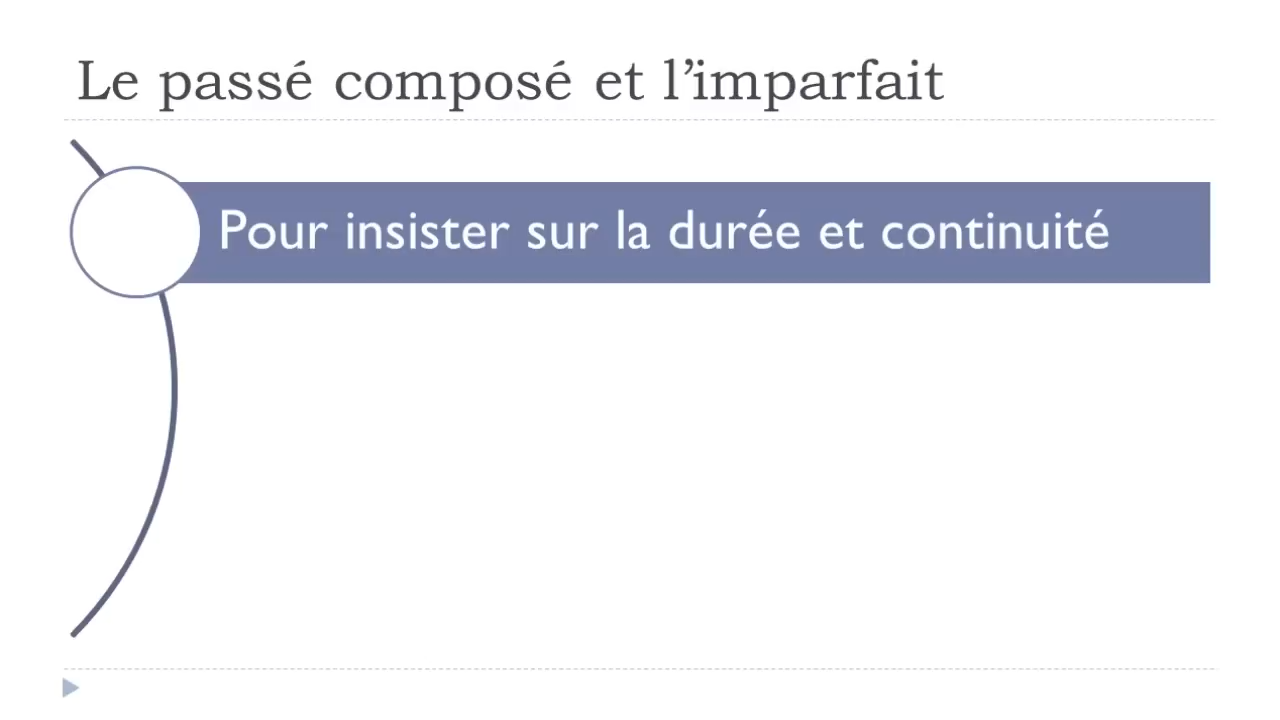 Le passé composé et l’imparfait
Pour insister sur la durée et continuité